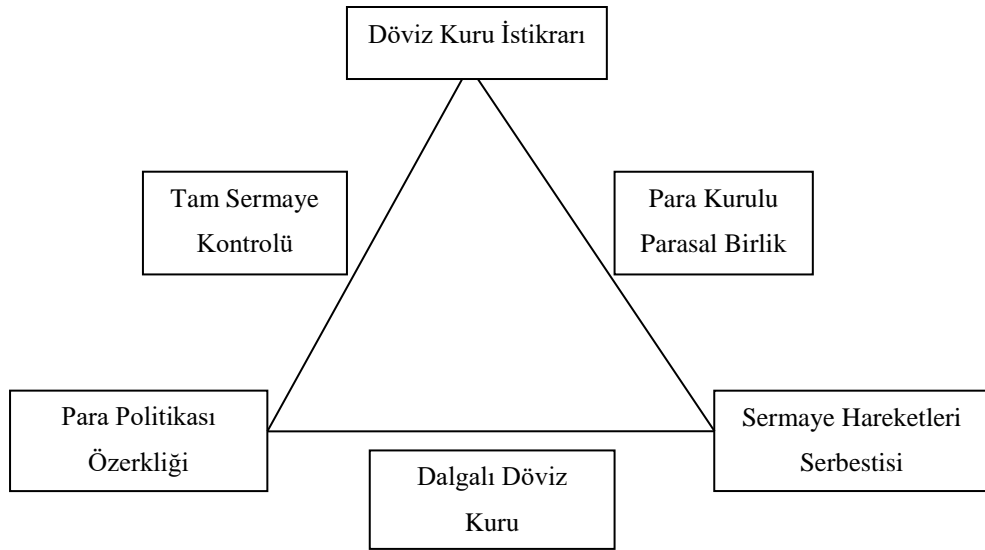 Döviz Kuru İstikrarı
Tam Sermaye
Kontrolü
Para Kurulu
Parasal Birlik
Para Politikası
Özerkliği
Sermaye Hareketleri
Serbestisi
Dalgalı Döviz
Kuru